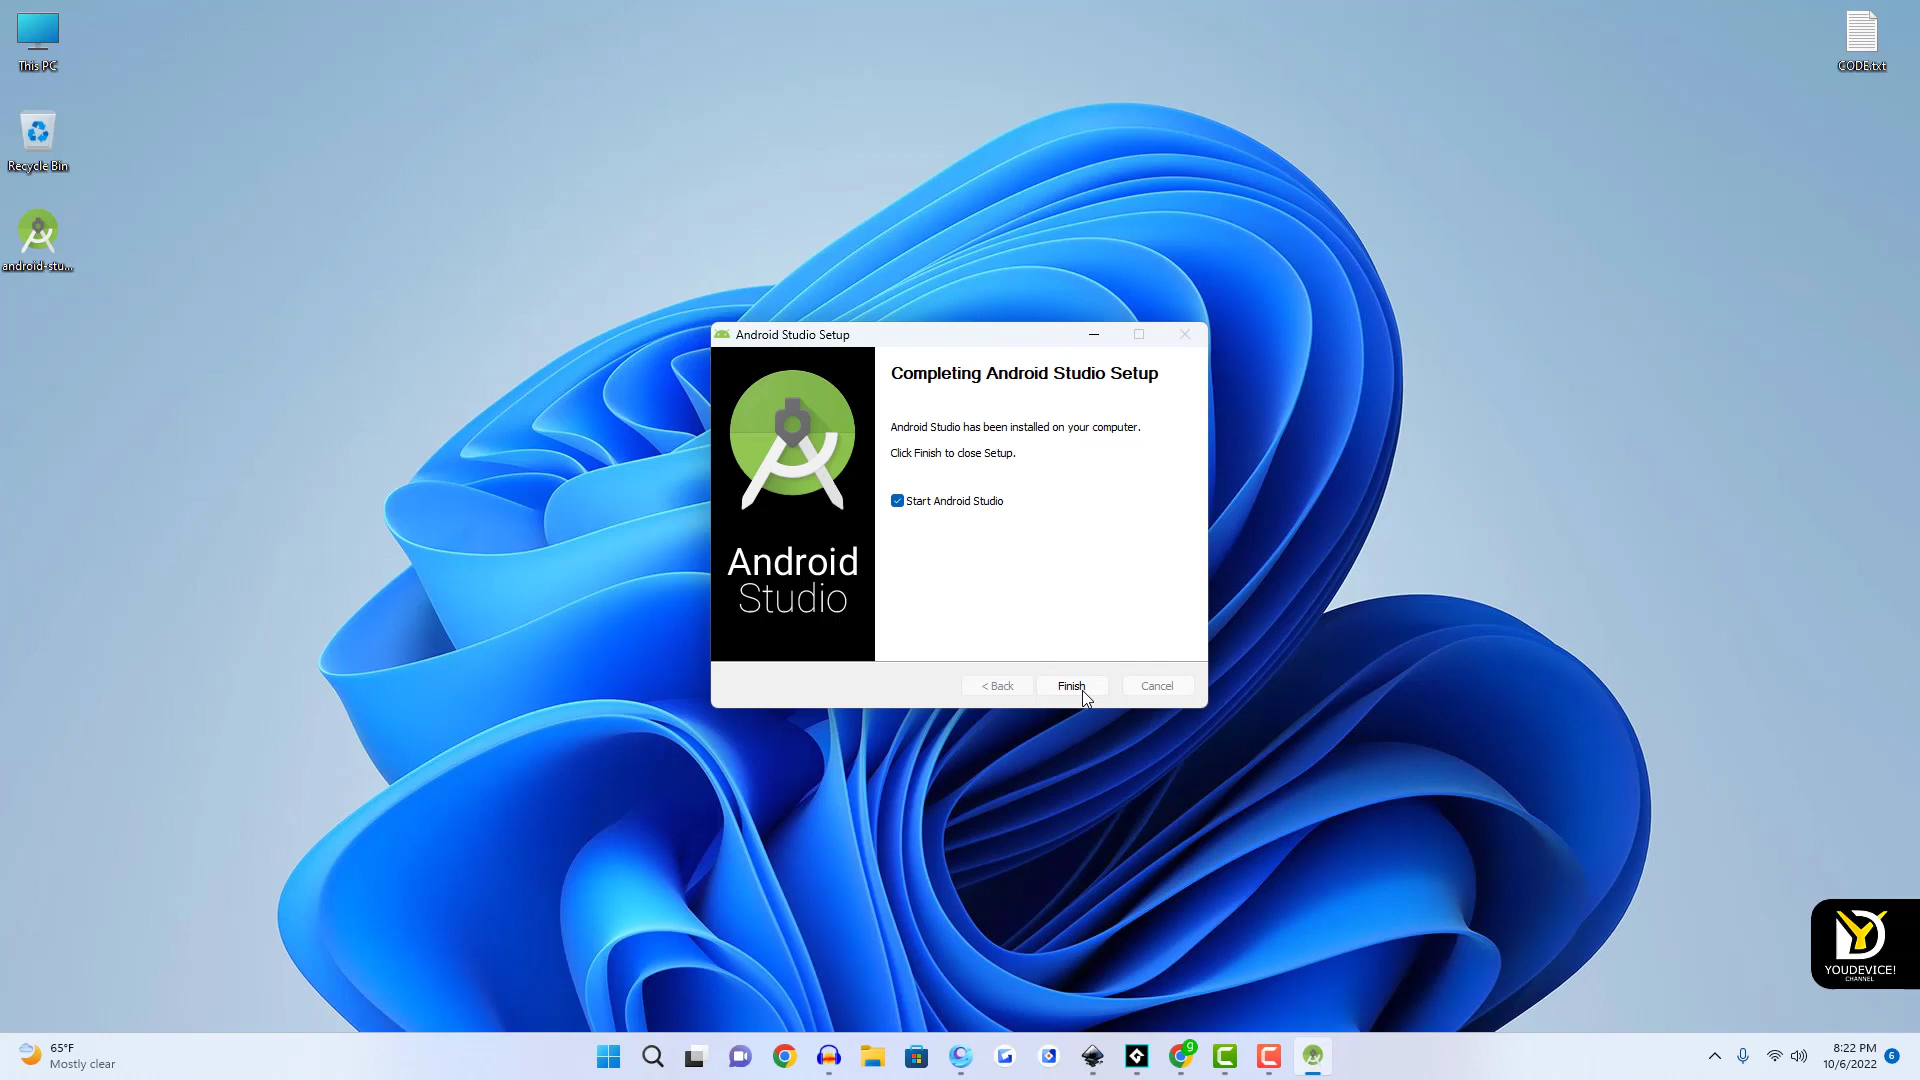 This PC
CODE.txt
Recycle Bin
android-stu...
Android Studio Setup
Completing Android Studio Setup
Android Studio has been installed on your computer.
Click Finish to close Setup.
Start Android Studio
Android
Studio
< Back
Finish
Cancel
YOUDEVICE!
CHANNEL
65°F
Mostly clear
g
8:22 PM
10/6/2022
6